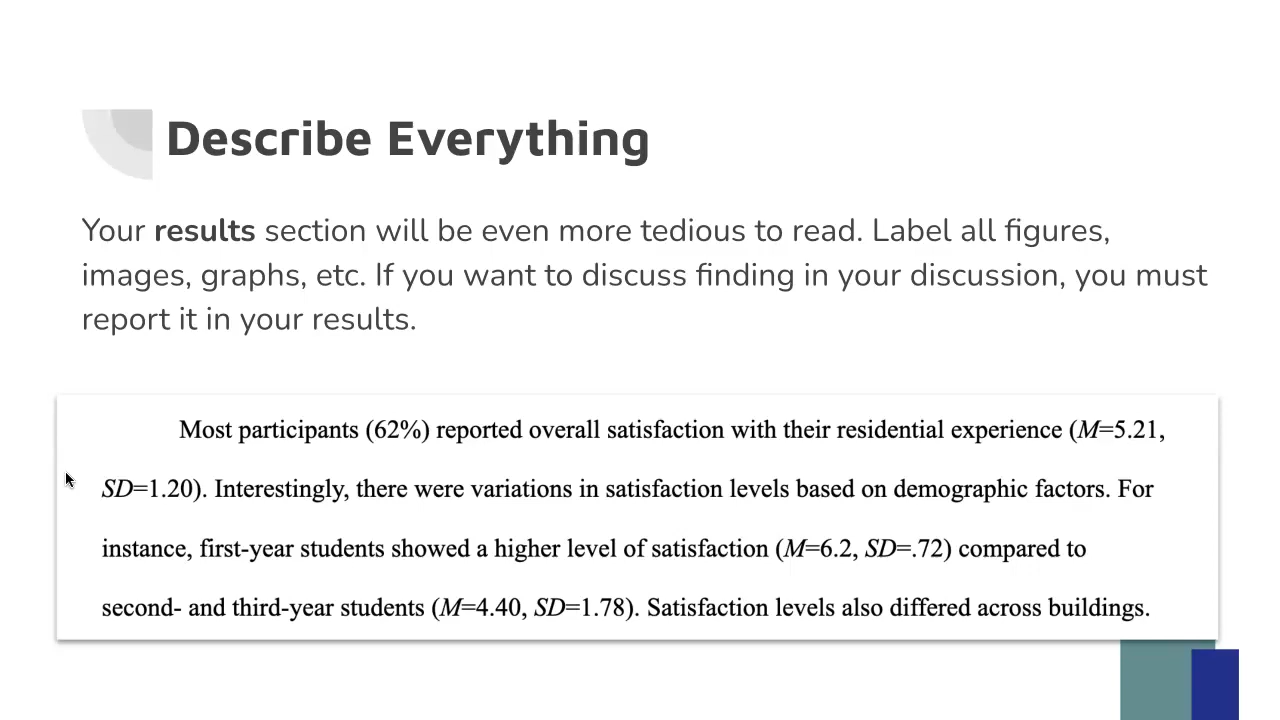 Describe Everything
Your results section will be even more tedious to read. Label all figures,
images, graphs, etc. If you want to discuss finding in your discussion, you must
report it in your results.
Most participants (62%) reported overall satisfaction with their residential experience (M=5.21,
SD=1.20). Interestingly, there were variations in satisfaction levels based on demographic factors. For
instance, first-year students showed a higher level of satisfaction (M=6.2, SD=.72) compared to
second- and third-year students (M=4.40, SD=1.78). Satisfaction levels also differed across buildings.